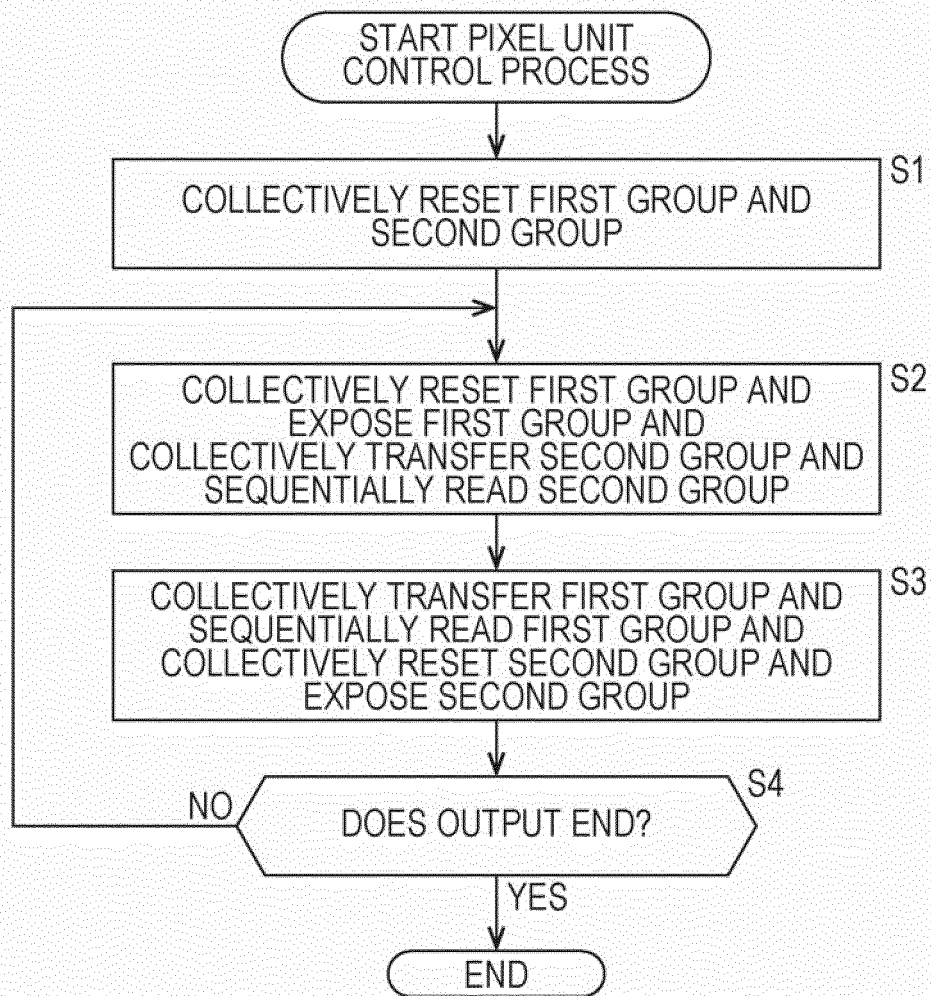 START PIXEL UNIT
CONTROL PROCESS
S1
COLLECTIVELY RESET FIRST GROUP AND
SECOND GROUP
S2
COLLECTIVELY RESET FIRST GROUP AND
EXPOSE FIRST GROUP AND
COLLECTIVELY TRANSFER SECOND GROUP AND
SEQUENTIALLY READ SECOND GROUP
S3
COLLECTIVELY TRANSFER FIRST GROUP AND
SEQUENTIALLY READ FIRST GROUP AND
COLLECTIVELY RESET SECOND GROUP AND
EXPOSE SECOND GROUP
S4
NO
DOES OUTPUT END?
YES
END